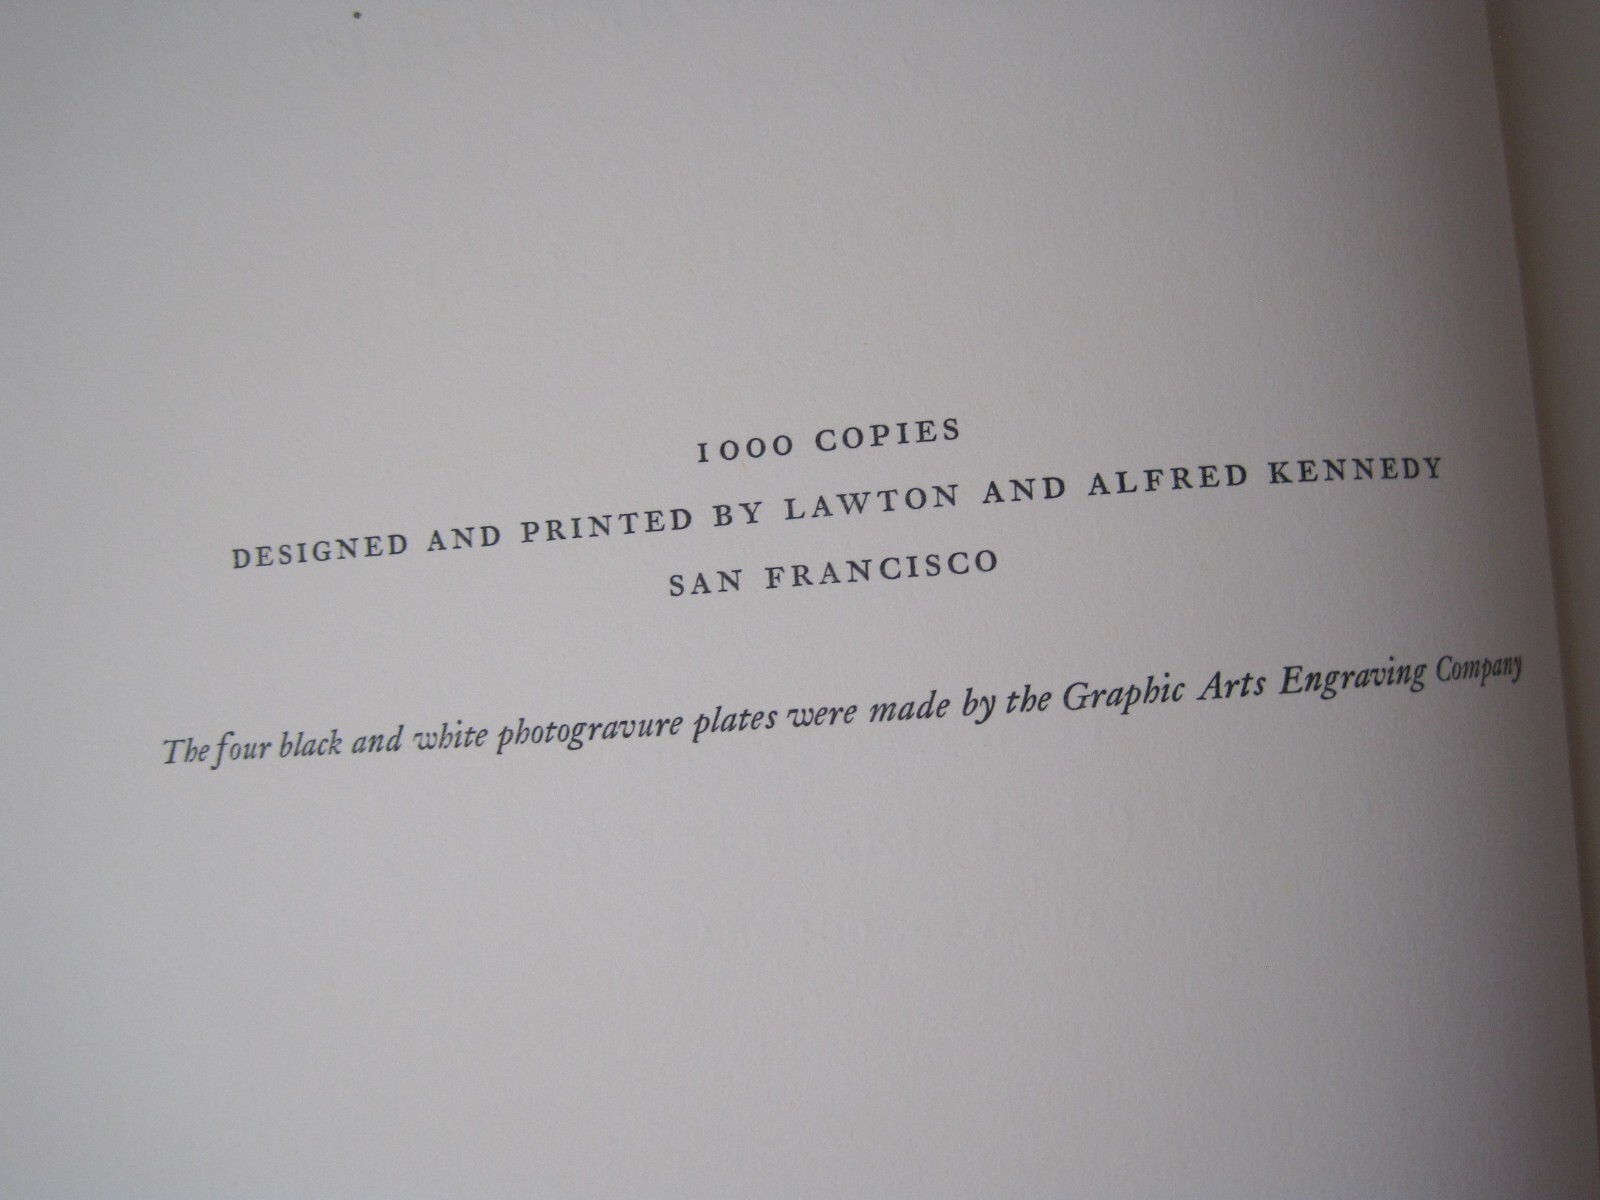 1000 COPIES
DESIGNED AND PRINTED BY LAWTON AND ALFRED KENNEDY
SAN FRANCISCO
The four black and white photogravure plates were made by the Graphic Arts Engraving Company